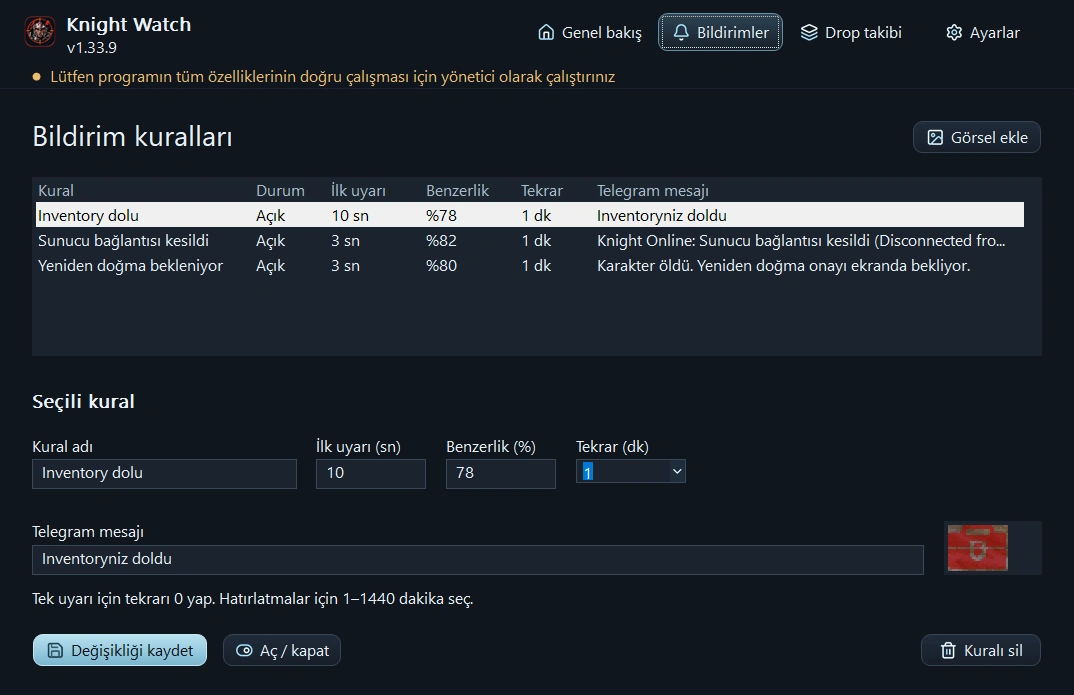 Knight Watch
v1.33.9
Genel bakış
Bildirimler
Drop takibi
Ayarlar
Lütfen programın tüm özelliklerinin doğru çalışması için yönetici olarak çalıştırınız
Bildirim kuralları
Görsel ekle
Kural Durum İlk uyarı Benzerlik Tekrar Telegram mesajı
Inventory dolu Açık 10 sn %78 1 dk Inventoryniz doldu
Sunucu bağlantısı kesildi Açık 3 sn %82 1 dk Knight Online: Sunucu bağlantısı kesildi (Disconnected fro...
Yeniden doğma bekleniyor Açık 3 sn %80 1 dk Karakter öldü. Yeniden doğma onayı ekranda bekliyor.
Seçili kural
Kural adı İlk uyarı (sn) Benzerlik (%) Tekrar (dk)
Inventory dolu 10 78 1
Telegram mesajı
Inventoryniz doldu
Tek uyarı için tekrarı 0 yap. Hatırlatmalar için 1–1440 dakika seç.
Değişikliği kaydet
Aç / kapat
Kuralı sil